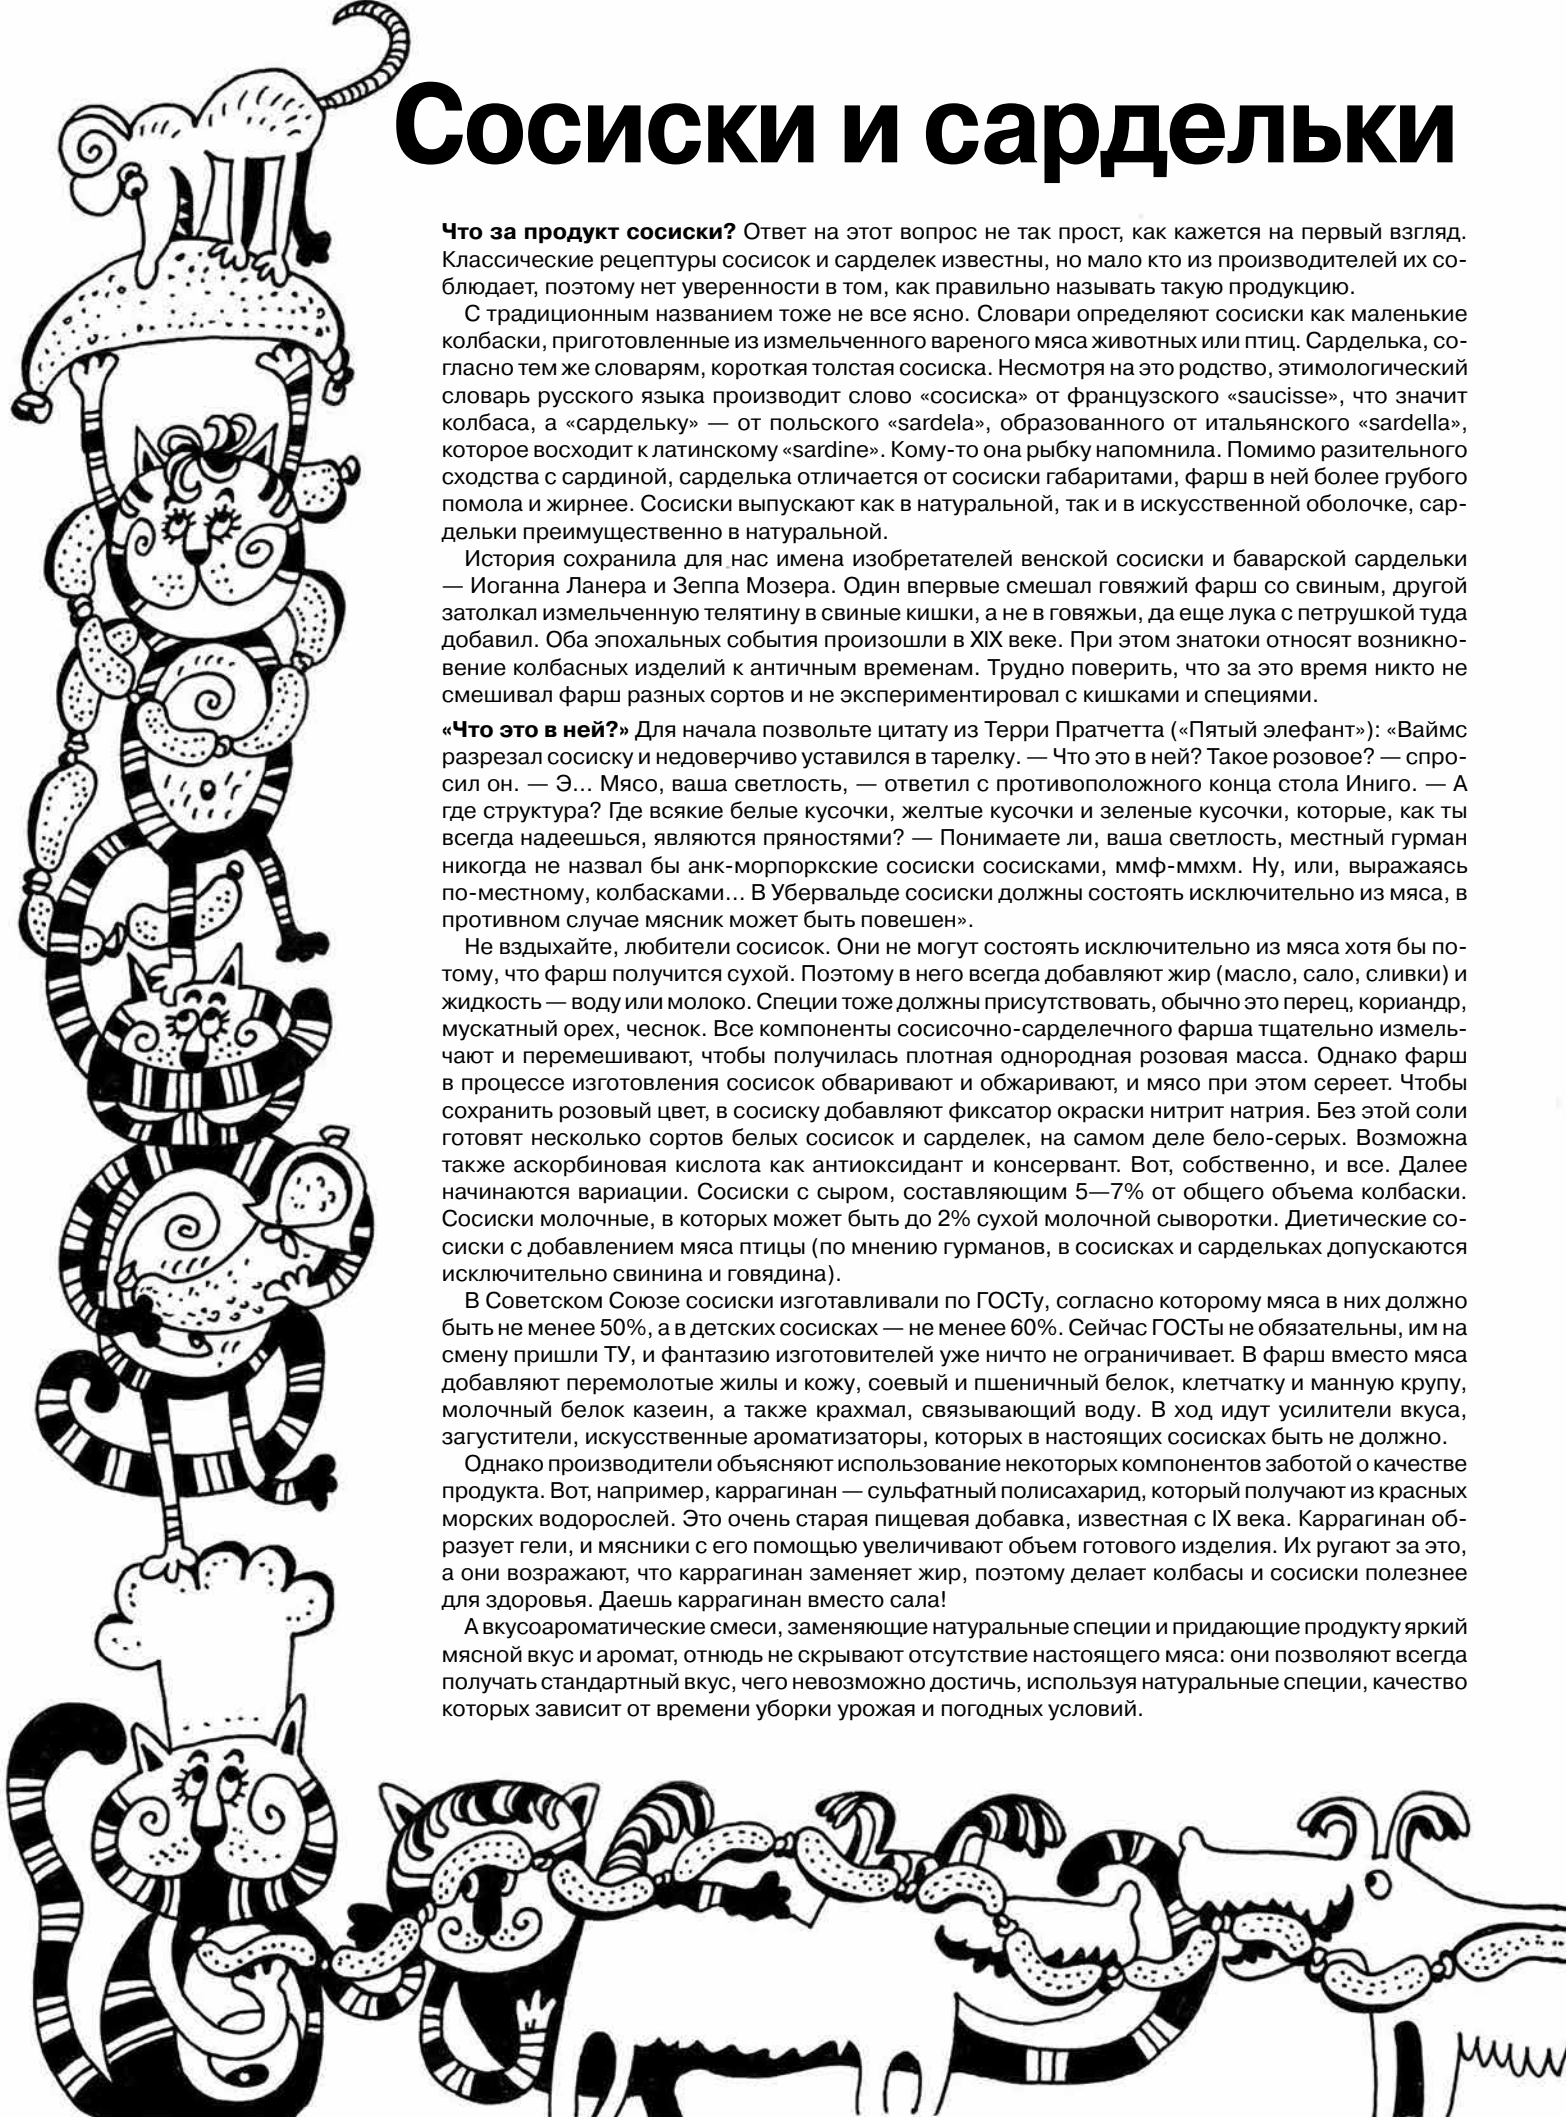 Сосиски и сардельки
Что за продукт сосиски? Ответ на этот вопрос не так прост, как кажется на первый взгляд.
Классические рецептуры сосисок и сарделек известны, но мало кто из производителей их со-
блюдает, поэтому нет уверенности в том, как правильно называть такую продукцию.
С традиционным названием тоже не все ясно. Словари определяют сосиски как маленькие
колбаски, приготовленные из измельченного вареного мяса животных или птиц. Сарделька, со-
гласно тем же словарям, короткая толстая сосиска. Несмотря на это родство, этимологический
словарь русского языка производит слово «сосиска» от французского «saucisse», что значит
колбаса, а «сардельку» — от польского «sardela», образованного от итальянского «sardella»,
которое восходит к латинскому «sardine». Кому-то она рыбку напомнила. Помимо разительного
сходства с сардиной, сарделька отличается от сосиски габаритами, фарш в ней более грубого
помола и жирнее. Сосиски выпускают как в натуральной, так и в искусственной оболочке, сар-
дельки преимущественно в натуральной.
История сохранила для нас имена изобретателей венской сосиски и баварской сардельки
— Иоганна Ланера и Зеппа Мозера. Один впервые смешал говяжий фарш со свиным, другой
затолкал измельченную телятину в свиные кишки, а не в говяжьи, да еще лука с петрушкой туда
добавил. Оба эпохальных события произошли в XIX веке. При этом знатоки относят возникно-
вение колбасных изделий к античным временам. Трудно поверить, что за это время никто не
смешивал фарш разных сортов и не экспериментировал с кишками и специями.
«Что это в ней?» Для начала позвольте цитату из Терри Пратчетта («Пятый элефант»): «Ваймс
разрезал сосиску и недоверчиво уставился в тарелку. — Что это в ней? Такое розовое? — спро-
сил он. — Э... Мясо, ваша светлость, — ответил с противоположного конца стола Иниго. — А
где структура? Где всякие белые кусочки, желтые кусочки и зеленые кусочки, которые, как ты
всегда надеешься, являются пряностями? — Понимаете ли, ваша светлость, местный гурман
никогда не назвал бы анк-морпоркские сосиски сосисками, ммф-ммхм. Ну, или, выражаясь
по-местному, колбасками... В Убервальде сосиски должны состоять исключительно из мяса, в
противном случае мясник может быть повешен».
Не вздыхайте, любители сосисок. Они не могут состоять исключительно из мяса хотя бы по-
тому, что фарш получится сухой. Поэтому в него всегда добавляют жир (масло, сало, сливки) и
жидкость — воду или молоко. Специи тоже должны присутствовать, обычно это перец, кориандр,
мускатный орех, чеснок. Все компоненты сосисочно-сарделечного фарша тщательно измель-
чают и перемешивают, чтобы получилась плотная однородная розовая масса. Однако фарш
в процессе изготовления сосисок обваривают и обжаривают, и мясо при этом сереет. Чтобы
сохранить розовый цвет, в сосиску добавляют фиксатор окраски нитрит натрия. Без этой соли
готовят несколько сортов белых сосисок и сарделек, на самом деле бело-серых. Возможна
также аскорбиновая кислота как антиоксидант и консервант. Вот, собственно, и все. Далее
начинаются вариации. Сосиски с сыром, составляющим 5—7% от общего объема колбаски.
Сосиски молочные, в которых может быть до 2% сухой молочной сыворотки. Диетические со-
сиски с добавлением мяса птицы (по мнению гурманов, в сосисках и сардельках допускаются
исключительно свинина и говядина).
В Советском Союзе сосиски изготавливали по ГОСТу, согласно которому мяса в них должно
быть не менее 50%, а в детских сосисках — не менее 60%. Сейчас ГОСТы не обязательны, им на
смену пришли ТУ, и фантазию изготовителей уже ничто не ограничивает. В фарш вместо мяса
добавляют перемолотые жилы и кожу, соевый и пшеничный белок, клетчатку и манную крупу,
молочный белок казеин, а также крахмал, связывающий воду. В ход идут усилители вкуса,
загустители, искусственные ароматизаторы, которых в настоящих сосисках быть не должно.
Однако производители объясняют использование некоторых компонентов заботой о качестве
продукта. Вот, например, каррагинан — сульфатный полисахарид, который получают из красных
морских водорослей. Это очень старая пищевая добавка, известная с IX века. Каррагинан об-
разует гели, и мясники с его помощью увеличивают объем готового изделия. Их ругают за это,
а они возражают, что каррагинан заменяет жир, поэтому делает колбасы и сосиски полезнее
для здоровья. Даешь каррагинан вместо сала!
А вкусоароматические смеси, заменяющие натуральные специи и придающие продукту яркий
мясной вкус и аромат, отнюдь не скрывают отсутствие настоящего мяса: они позволяют всегда
получать стандартный вкус, чего невозможно достичь, используя натуральные специи, качество
которых зависит от времени уборки урожая и погодных условий.